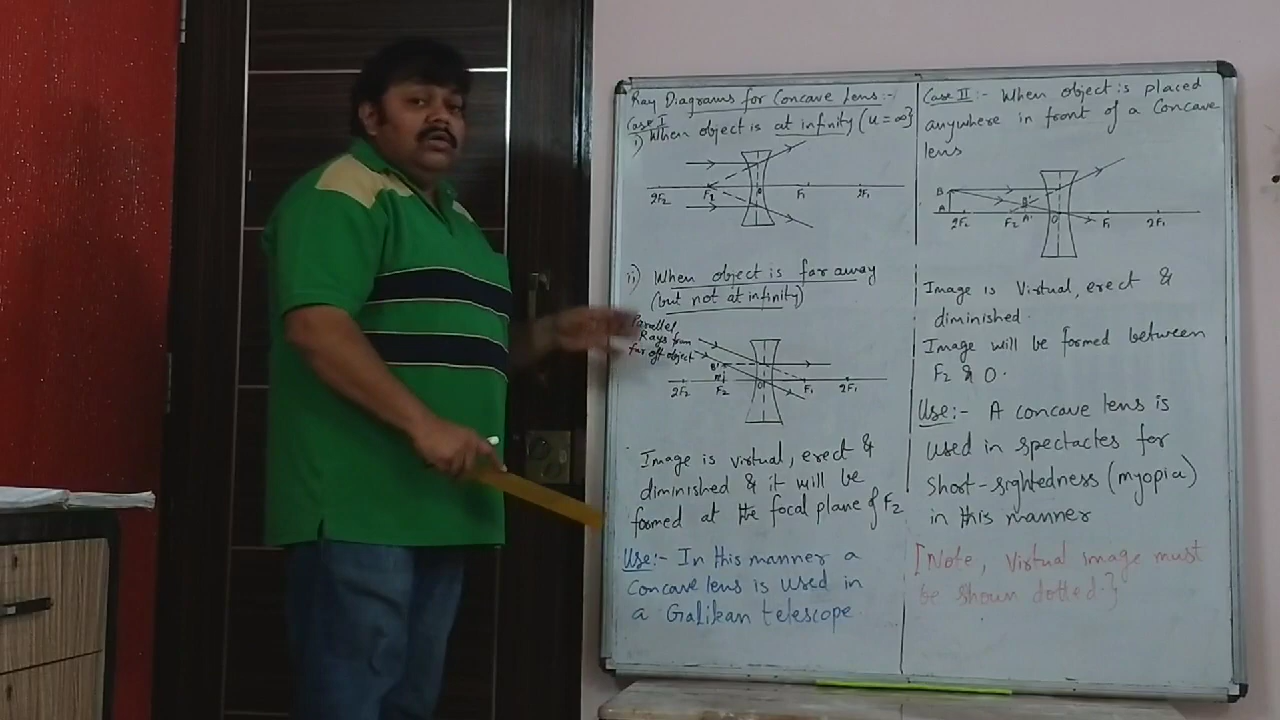 Ray Diagrams for Concave Lens:-
Case I
i) When object is at infinity (u = ∞}
2F₂ F₂ O F₁ 2F₁
ii) When object is far away
(but not at infinity)
Parallel
Rays from
far off object
B'
A'
2F₂ F₂ O F₁ 2F₁
Image is virtual, erect &
diminished & it will be
formed at the focal plane of F₂
Use:- In this manner a
Concave lens is used in
a Galilean telescope
Case II :- When object is placed
anywhere in front of a Concave
lens
B B'
A A'
2F₂ F₂ O F₁ 2F₁
Image is Virtual, erect &
diminished.
Image will be formed between
F₂ & O.
Use:- A concave lens is
used in spectacles for
Short-sightedness (myopia)
in this manner
[Note, Virtual image must
be shown dotted.}